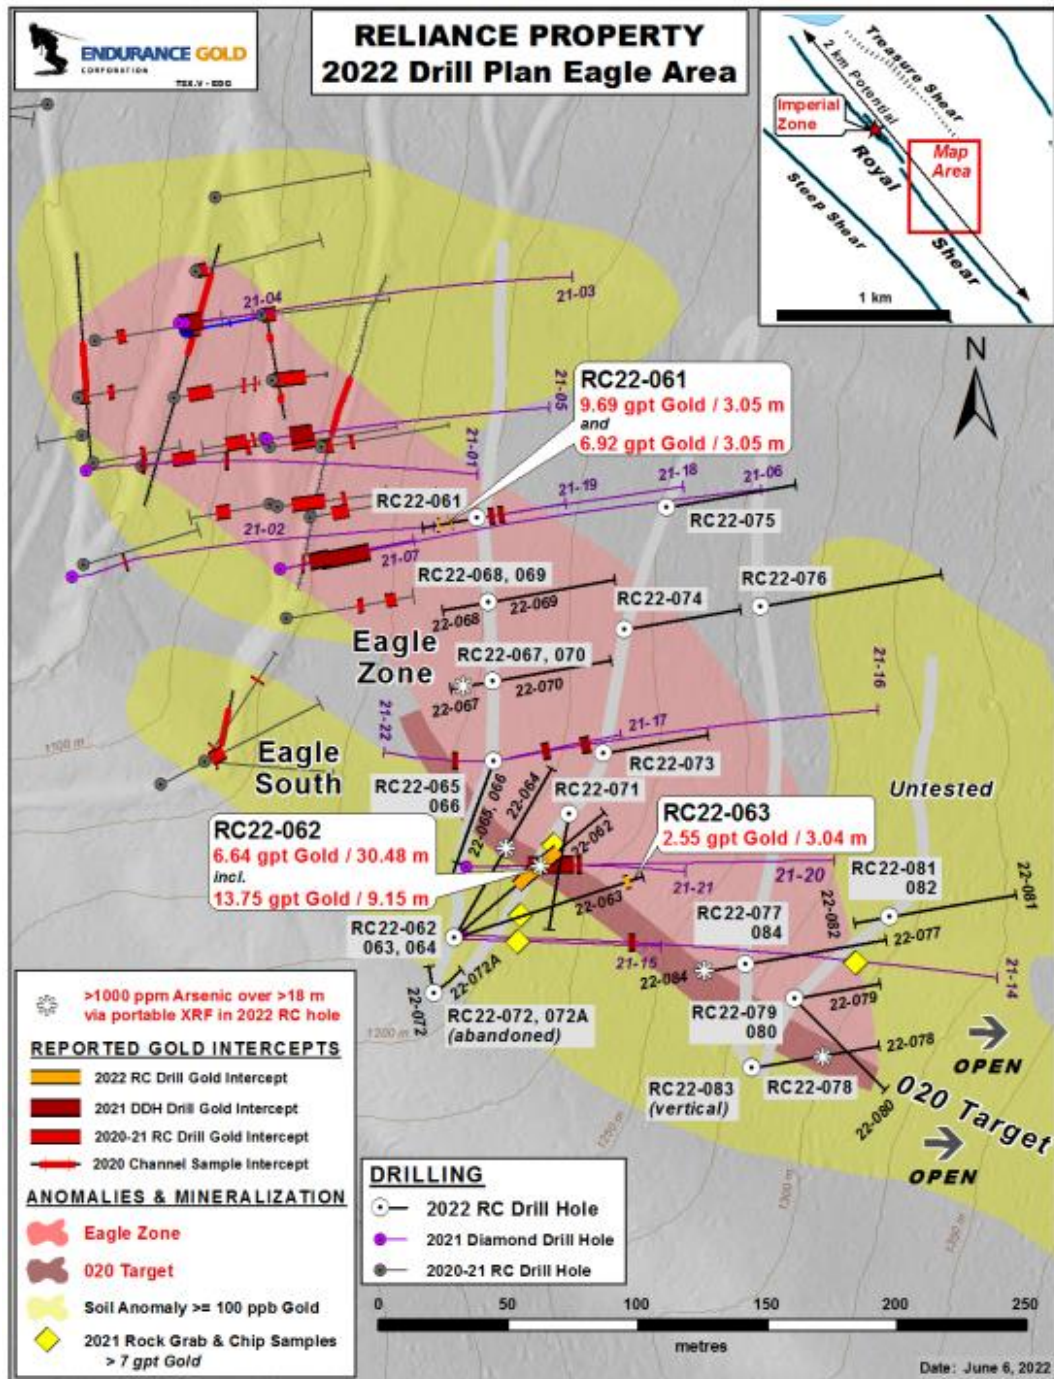 ENDURANCE GOLD
CORPORATION
TSX.V - EDG
RELIANCE PROPERTY
2022 Drill Plan Eagle Area
Treasure Shear
2 km Potential
Imperial
Zone
Map
Area
Royal
Shear
Steep Shear
1 km
N
21-04
21-03
RC22-061
9.69 gpt Gold / 3.05 m
and
6.92 gpt Gold / 3.05 m
21-05
21-01
21-18
21-06
21-19
RC22-061
RC22-075
21-02
21-07
RC22-068, 069
RC22-076
22-069
22-068
RC22-074
Eagle
Zone
RC22-067, 070
22-070
22-067
21-16
21-22
21-17
1100 m
Eagle
South
RC22-073
RC22-065
066
22-065, 066
22-064
RC22-071
Untested
RC22-062
6.64 gpt Gold / 30.48 m
incl.
13.75 gpt Gold / 9.15 m
22-062
RC22-063
2.55 gpt Gold / 3.04 m
21-21
21-20
RC22-081
082
22-081
22-063
22-082
RC22-062
063, 064
RC22-077
084
22-077
21-15
22-084
21-14
22-072A
22-072
1200 m
RC22-072, 072A
(abandoned)
RC22-079
080
22-079
22-078
OPEN
RC22-083
(vertical)
RC22-078
22-080
020 Target
OPEN
1250 m
1300 m
1350 m
>1000 ppm Arsenic over >18 m
via portable XRF in 2022 RC hole
REPORTED GOLD INTERCEPTS
2022 RC Drill Gold Intercept
2021 DDH Drill Gold Intercept
2020-21 RC Drill Gold Intercept
2020 Channel Sample Intercept
ANOMALIES & MINERALIZATION
Eagle Zone
020 Target
Soil Anomaly >= 100 ppb Gold
2021 Rock Grab & Chip Samples
> 7 gpt Gold
DRILLING
2022 RC Drill Hole
2021 Diamond Drill Hole
2020-21 RC Drill Hole
0 50 100 150 200 250
metres
Date: June 6, 2022